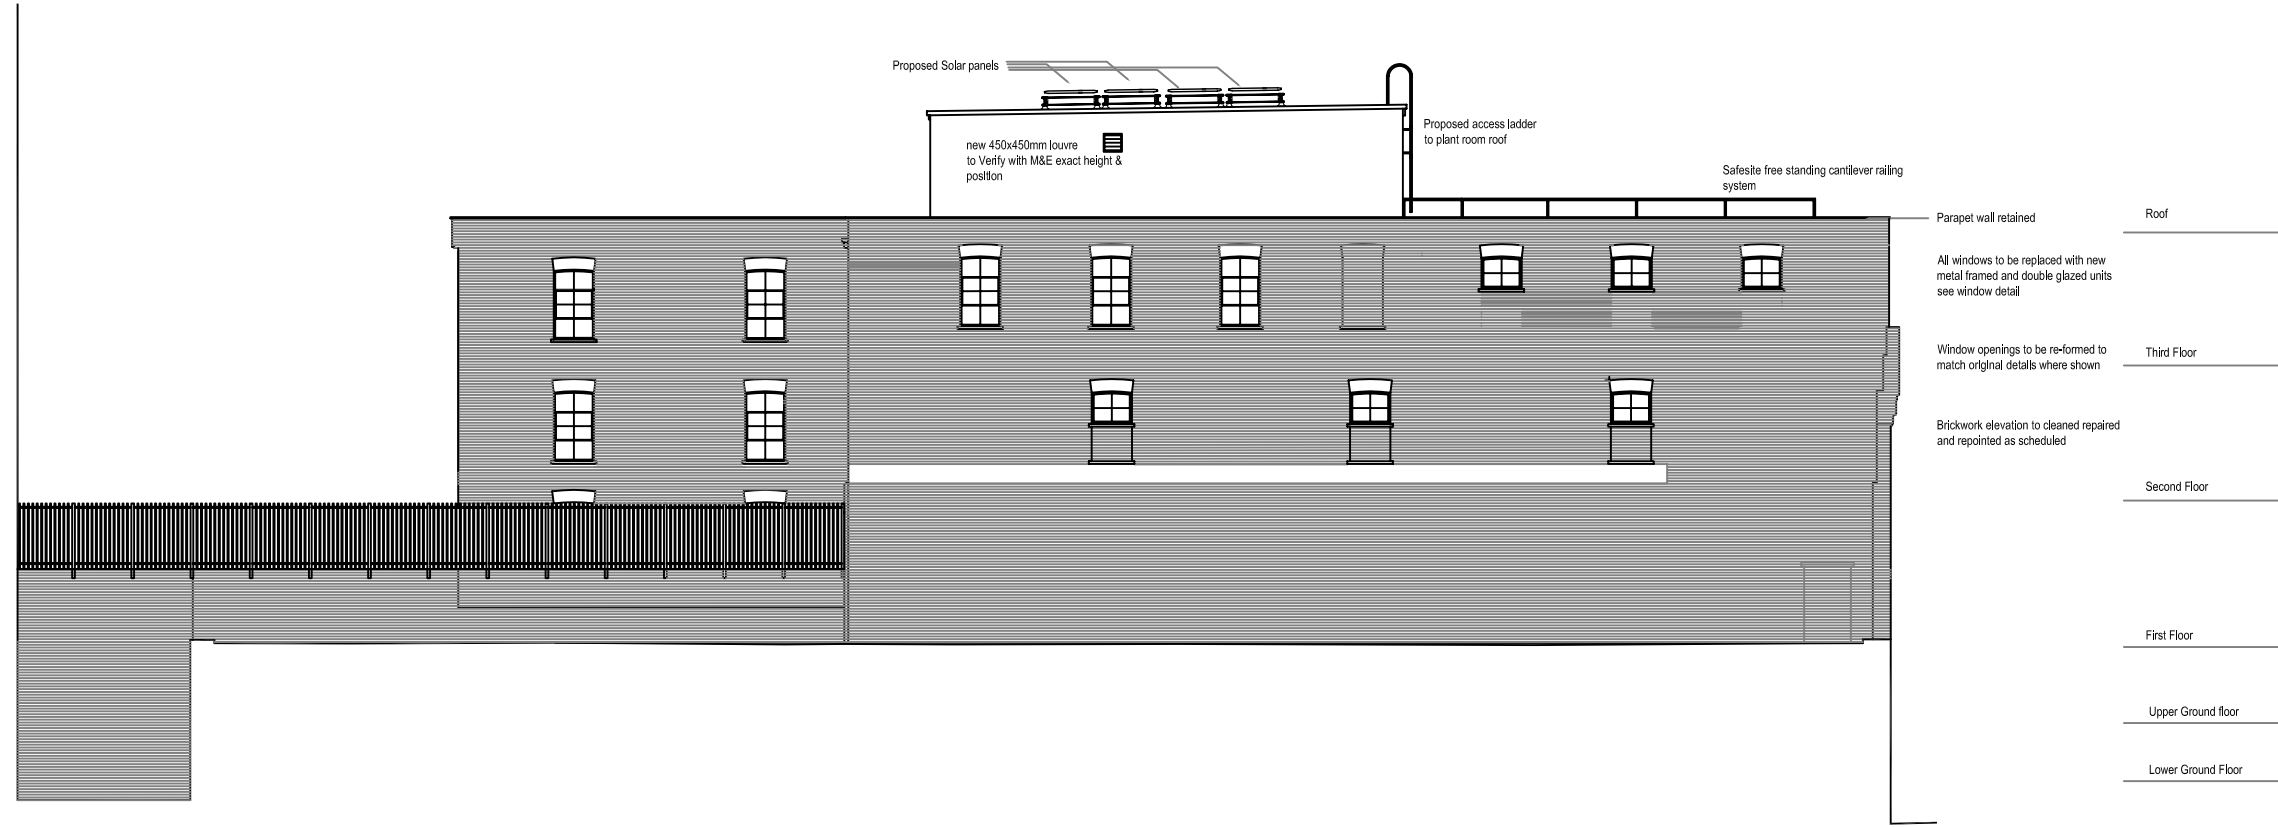 Proposed Solar panels
new 450x450mm louvre
to Verify with M&E exact height &
position
Proposed access ladder
to plant room roof
Safesite free standing cantilever railing
system
Parapet wall retained
All windows to be replaced with new
metal framed and double glazed units
see window detail
Window openings to be re-formed to
match original details where shown
Brickwork elevation to cleaned repaired
and repointed as scheduled
Roof
Third Floor
Second Floor
First Floor
Upper Ground floor
Lower Ground Floor